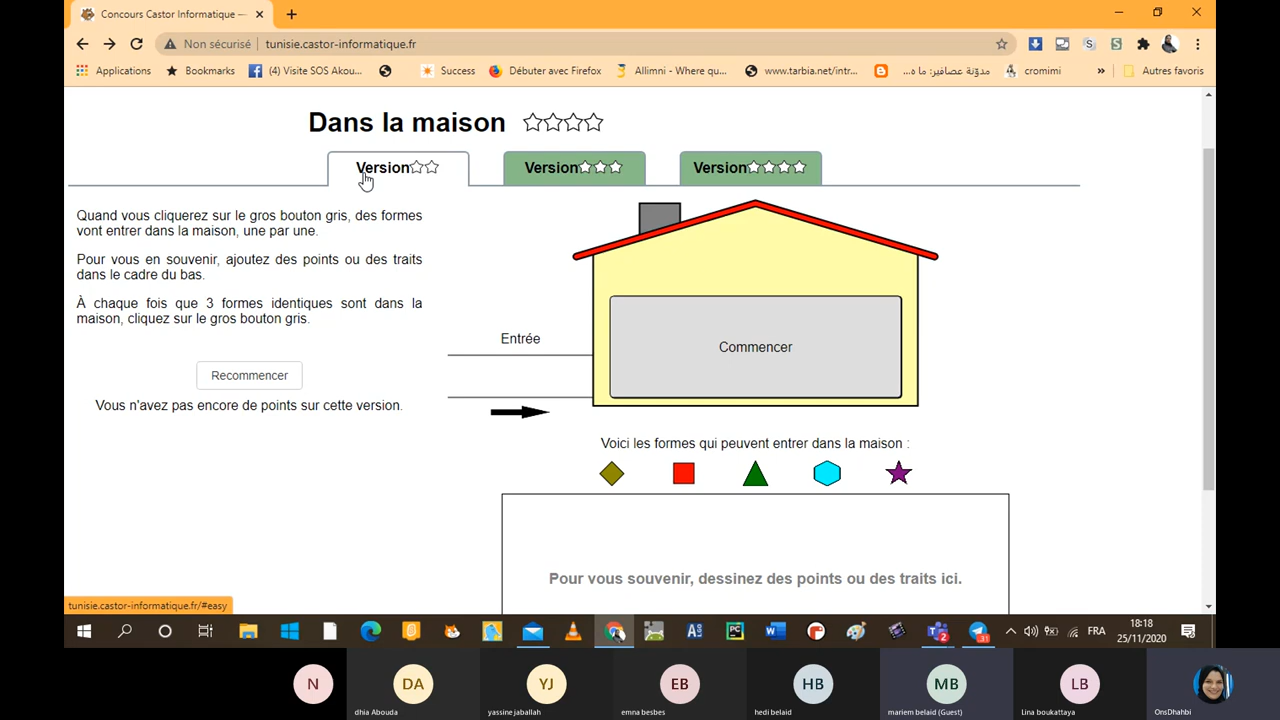 Concours Castor Informatique —
Non sécurisé
tunisie.castor-informatique.fr
Applications
Bookmarks
(4) Visite SOS Akou...
Success
Débuter avec Firefox
Allimni - Where qu...
www.tarbia.net/intr...
مدوّنة عصافير: ما ه...
cromimi
»
Autres favoris
Dans la maison
Version
Version
Version
Quand vous cliquerez sur le gros bouton gris, des formes
vont entrer dans la maison, une par une.
Pour vous en souvenir, ajoutez des points ou des traits
dans le cadre du bas.
À chaque fois que 3 formes identiques sont dans la
maison, cliquez sur le gros bouton gris.
Recommencer
Vous n'avez pas encore de points sur cette version.
Entrée
Commencer
Voici les formes qui peuvent entrer dans la maison :
Pour vous souvenir, dessinez des points ou des traits ici.
tunisie.castor-informatique.fr/#easy
FRA
18:18
25/11/2020
N
DA
dhia Abouda
YJ
yassine jaballah
EB
emna besbes
HB
hedi belaid
MB
mariem belaid (Guest)
LB
Lina boukattaya
OnsDhahbi